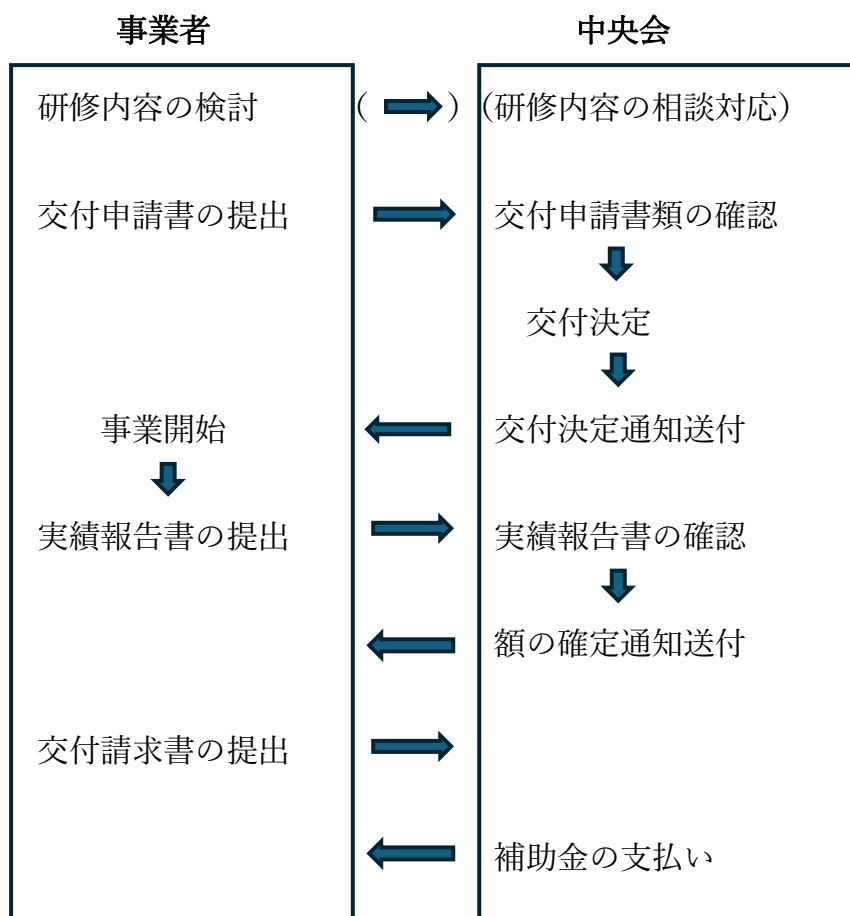 事業者 中央会
研修内容の検討 ( ) (研修内容の相談対応)
交付申請書の提出 交付申請書類の確認
交付決定
事業開始 交付決定通知送付
実績報告書の提出 実績報告書の確認
額の確定通知送付
交付請求書の提出
補助金の支払い